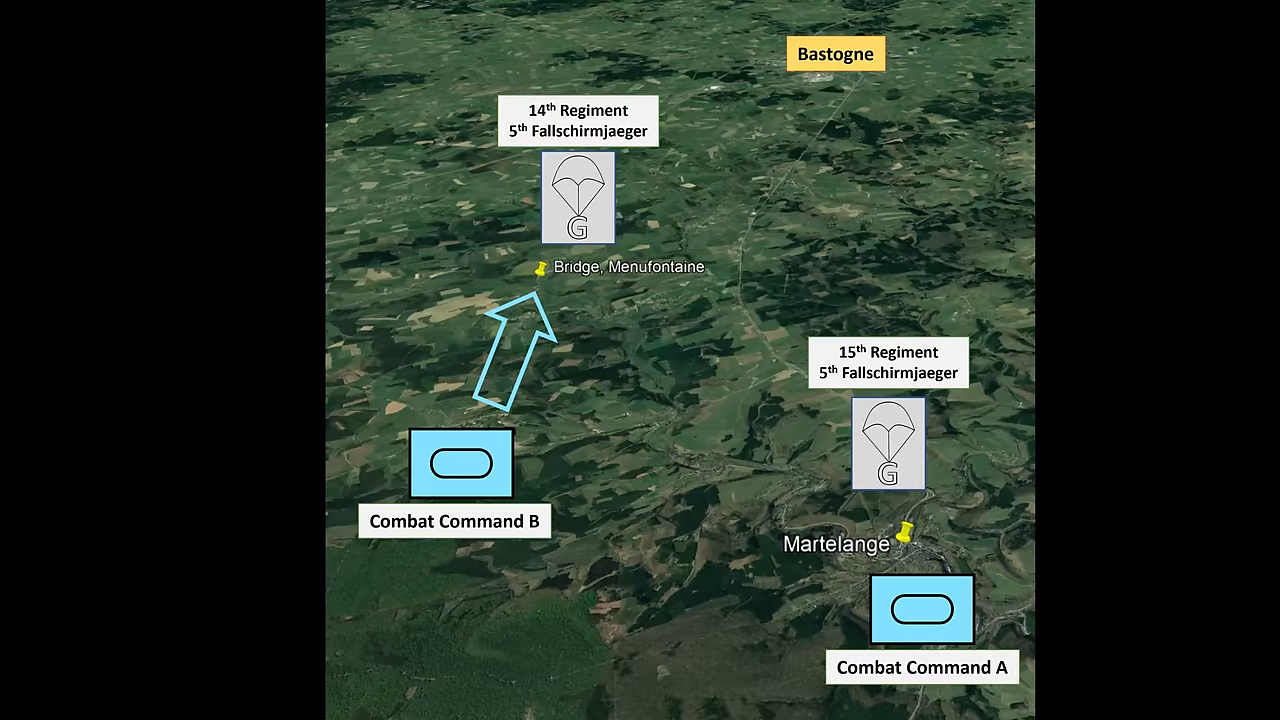 Bastogne
14th Regiment
5th Fallschirmjaeger
G
Bridge, Menufontaine
15th Regiment
5th Fallschirmjaeger
G
Combat Command B
Martelange
Combat Command A